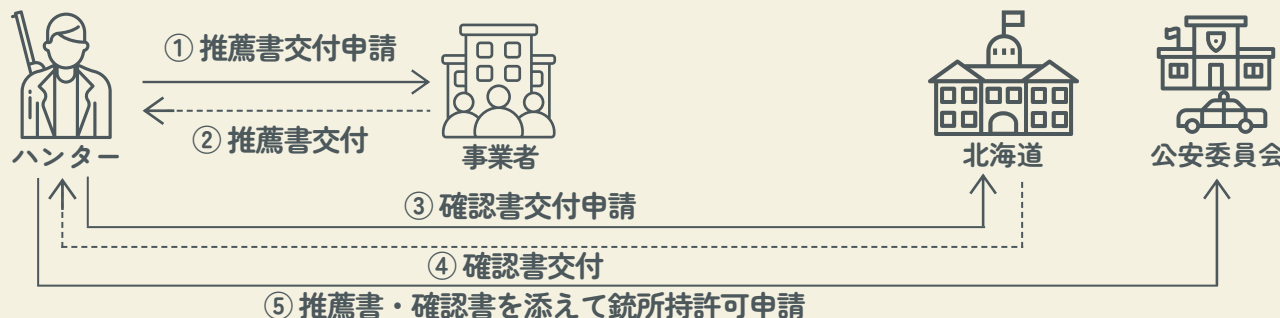 ① 推薦書交付申請
② 推薦書交付
ハンター
事業者
北海道
公安委員会
③ 確認書交付申請
④ 確認書交付
⑤ 推薦書・確認書を添えて銃所持許可申請